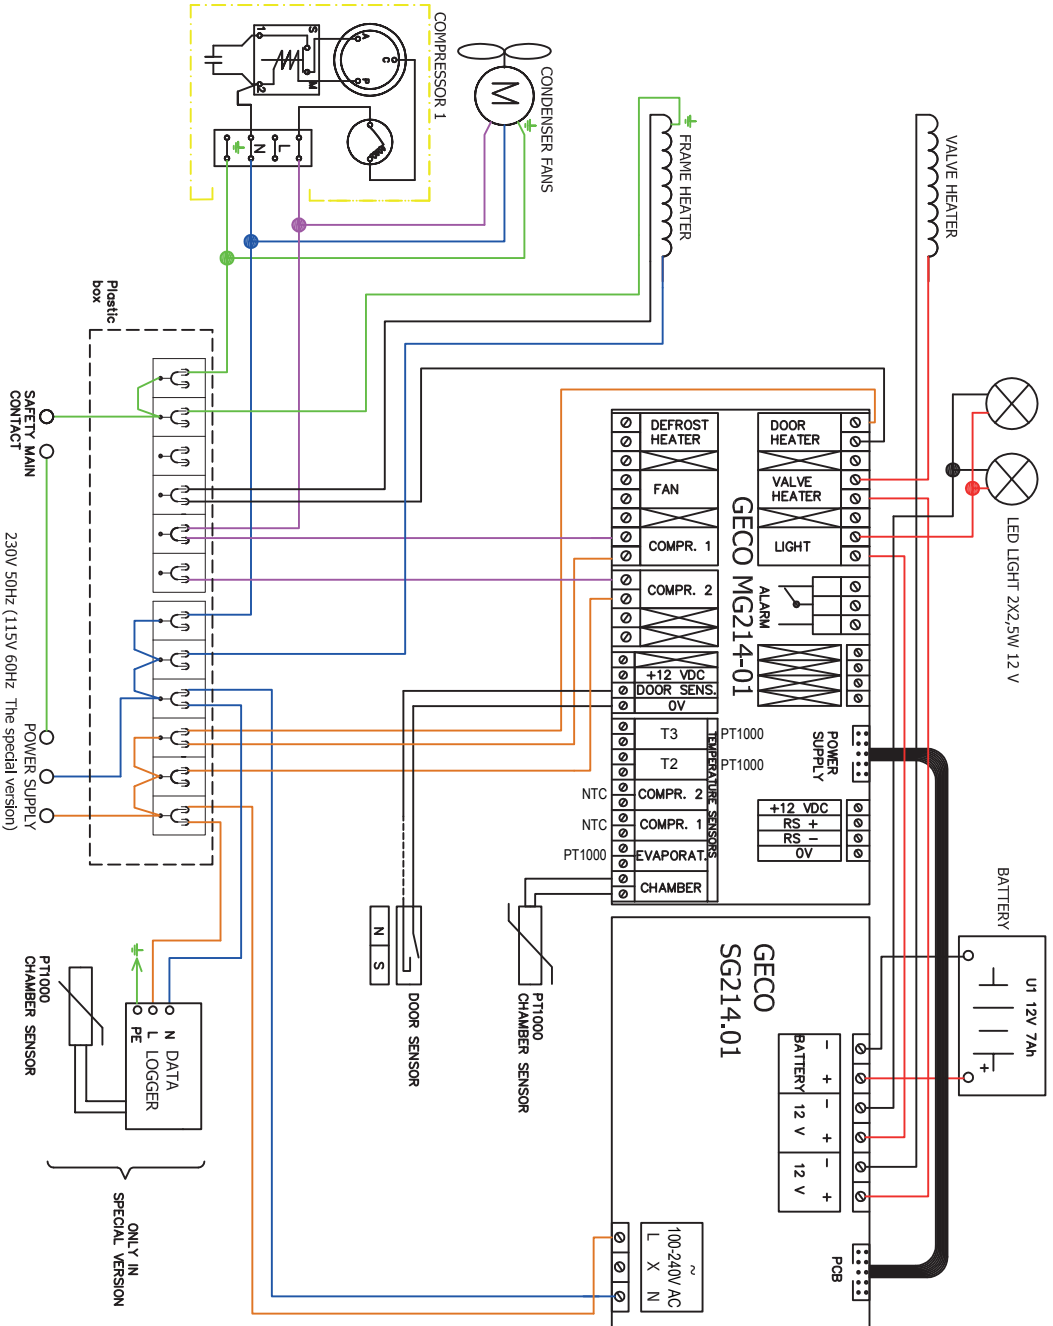 COMPRESSOR 1
1
2
S
M
A
C
P
L
N
CONDENSER FANS
M
FRAME HEATER
VALVE HEATER
LED LIGHT 2X2,5W 12 V
Plastic
box
SAFETY MAIN
CONTACT
POWER SUPPLY
230V 50Hz (115V 60Hz The special version)
GECO MG214-01
DEFROST
HEATER
FAN
COMPR. 1
COMPR. 2
+12 VDC
DOOR SENS.
0V
DOOR
HEATER
VALVE
HEATER
LIGHT
ALARM
POWER
SUPPLY
+12 VDC
RS +
RS -
0V
TEMPERATURE SENSORS
T3
PT1000
T2
PT1000
NTC
COMPR. 2
NTC
COMPR. 1
PT1000
EVAPORAT.
CHAMBER
BATTERY
U1 12V 7Ah
+
GECO
SG214.01
BATTERY
- +
12 V
- +
12 V
- +
PCB
~
100-240V AC
L X N
PT1000
CHAMBER SENSOR
DOOR SENSOR
N S
PT1000
CHAMBER SENSOR
N
L
PE
DATA
LOGGER
ONLY IN
SPECIAL VERSION